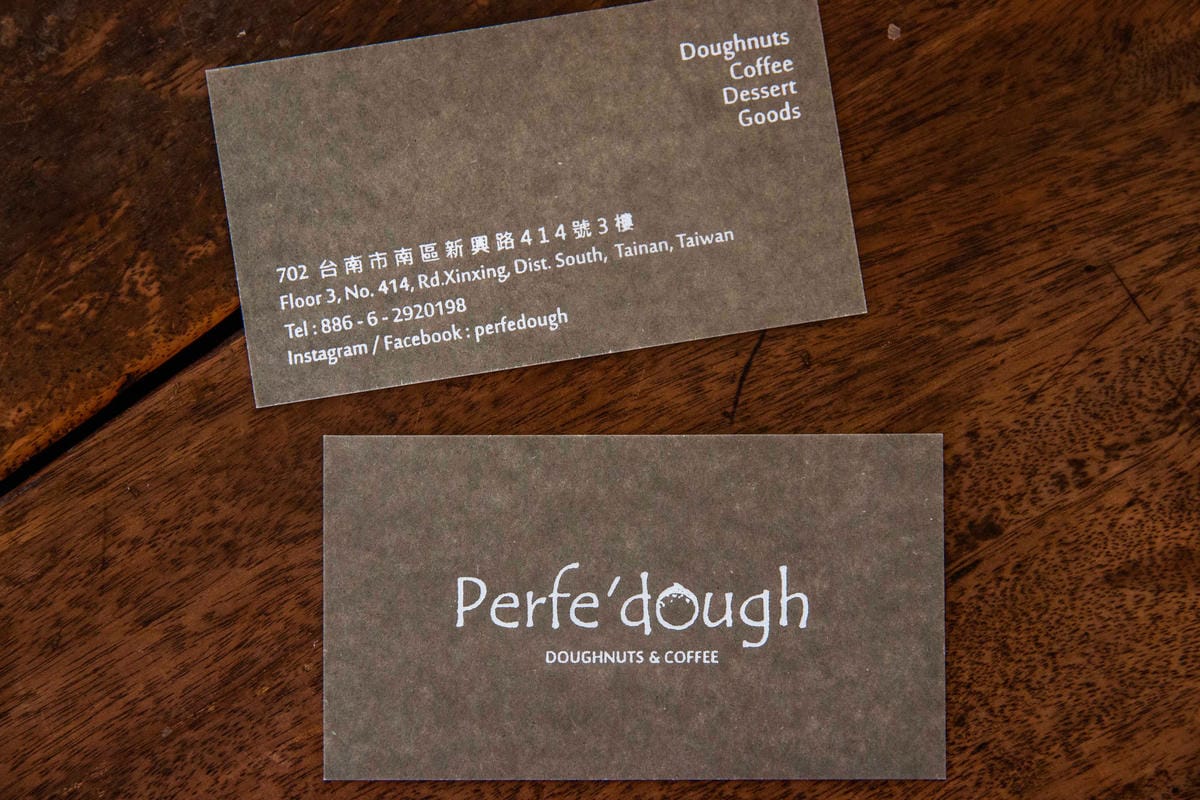 Doughnuts
Coffee
Dessert
Goods
702 台南市南區新興路414號3樓
Floor 3, No. 414, Rd.Xinxing, Dist. South, Tainan, Taiwan
Tel : 886 - 6 - 2920198
Instagram / Facebook : perfedough
Perfe'dough
DOUGHNUTS & COFFEE